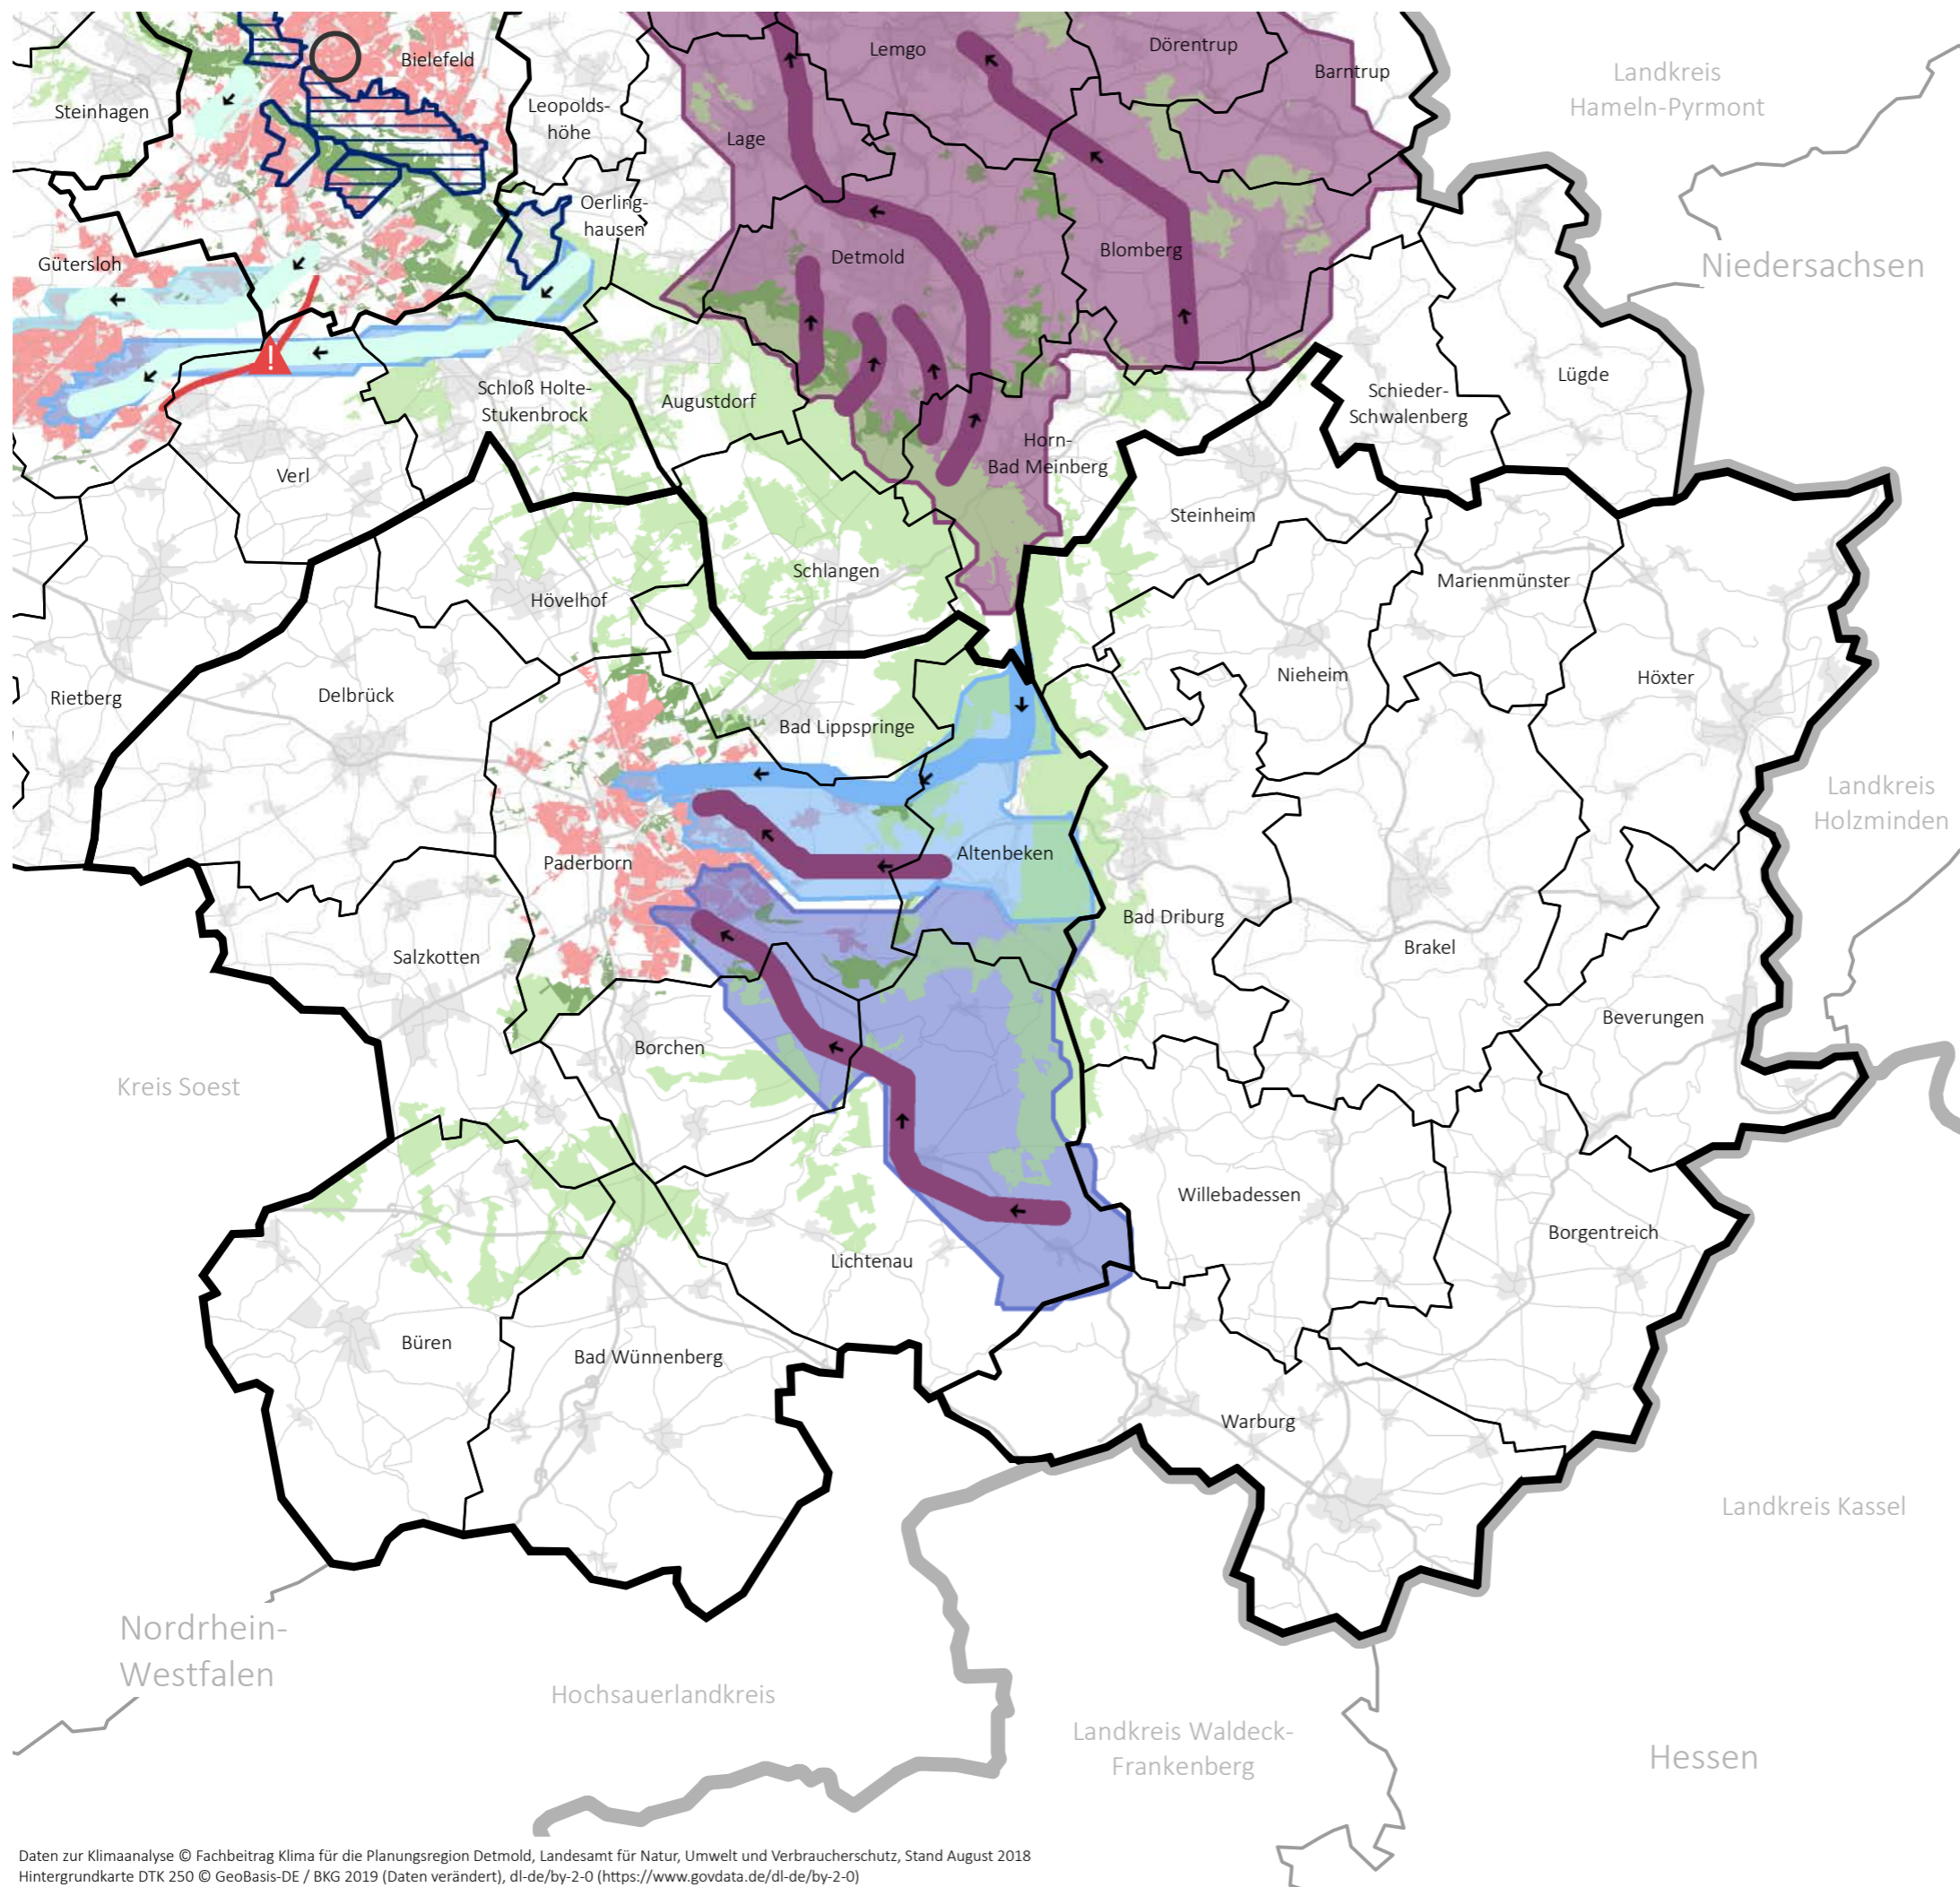 Lemgo
Dörentrup
Bielefeld
Barntrup
Landkreis
Hameln-Pyrmont
Steinhagen
Leopolds-
höhe
Lage
Oerling-
hausen
Gütersloh
Detmold
Blomberg
Niedersachsen
!
Schloß Holte-
Stukenbrock
Augustdorf
Schieder-
Schwalenberg
Lügde
Horn-
Bad Meinberg
Verl
Steinheim
Schlangen
Marienmünster
Hövelhof
Rietberg
Delbrück
Nieheim
Höxter
Bad Lippspringe
Landkreis
Holzminden
Paderborn
Altenbeken
Bad Driburg
Salzkotten
Brakel
Beverungen
Borchen
Kreis Soest
Willebadessen
Borgentreich
Lichtenau
Büren
Bad Wünnenberg
Warburg
Landkreis Kassel
Nordrhein-
Westfalen
Hochsauerlandkreis
Landkreis Waldeck-
Frankenberg
Hessen
Daten zur Klimaanalyse © Fachbeitrag Klima für die Planungsregion Detmold, Landesamt für Natur, Umwelt und Verbraucherschutz, Stand August 2018
Hintergrundkarte DTK 250 © GeoBasis-DE / BKG 2019 (Daten verändert), dl-de/by-2-0 (https://www.govdata.de/dl-de/by-2-0)